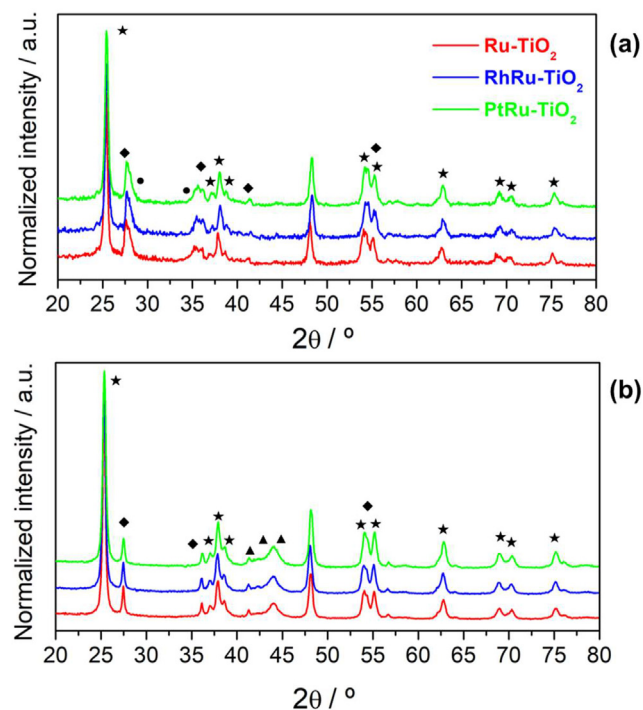 (a)
Ru-TiO₂
RhRu-TiO₂
PtRu-TiO₂
Normalized intensity / a.u.
20 25 30 35 40 45 50 55 60 65 70 75 80
2θ / º
(b)
Normalized intensity / a.u.
20 25 30 35 40 45 50 55 60 65 70 75 80
2θ / º